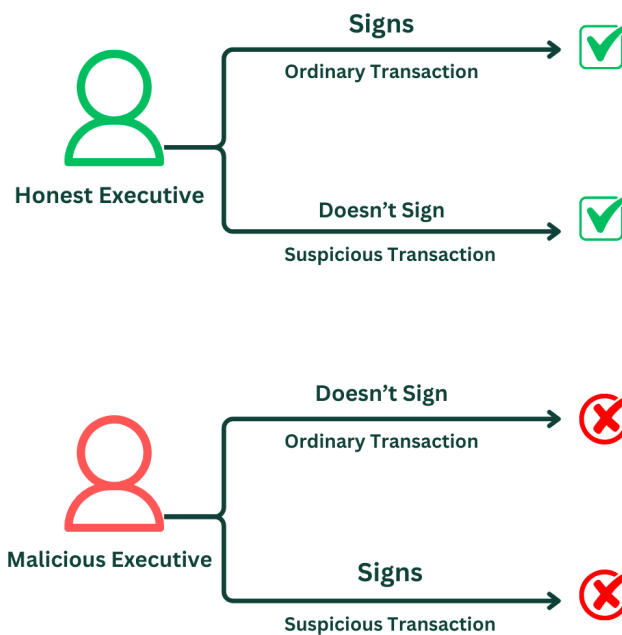 Signs
Ordinary Transaction
Honest Executive
Doesn’t Sign
Suspicious Transaction
Doesn’t Sign
Ordinary Transaction
Malicious Executive
Signs
Suspicious Transaction